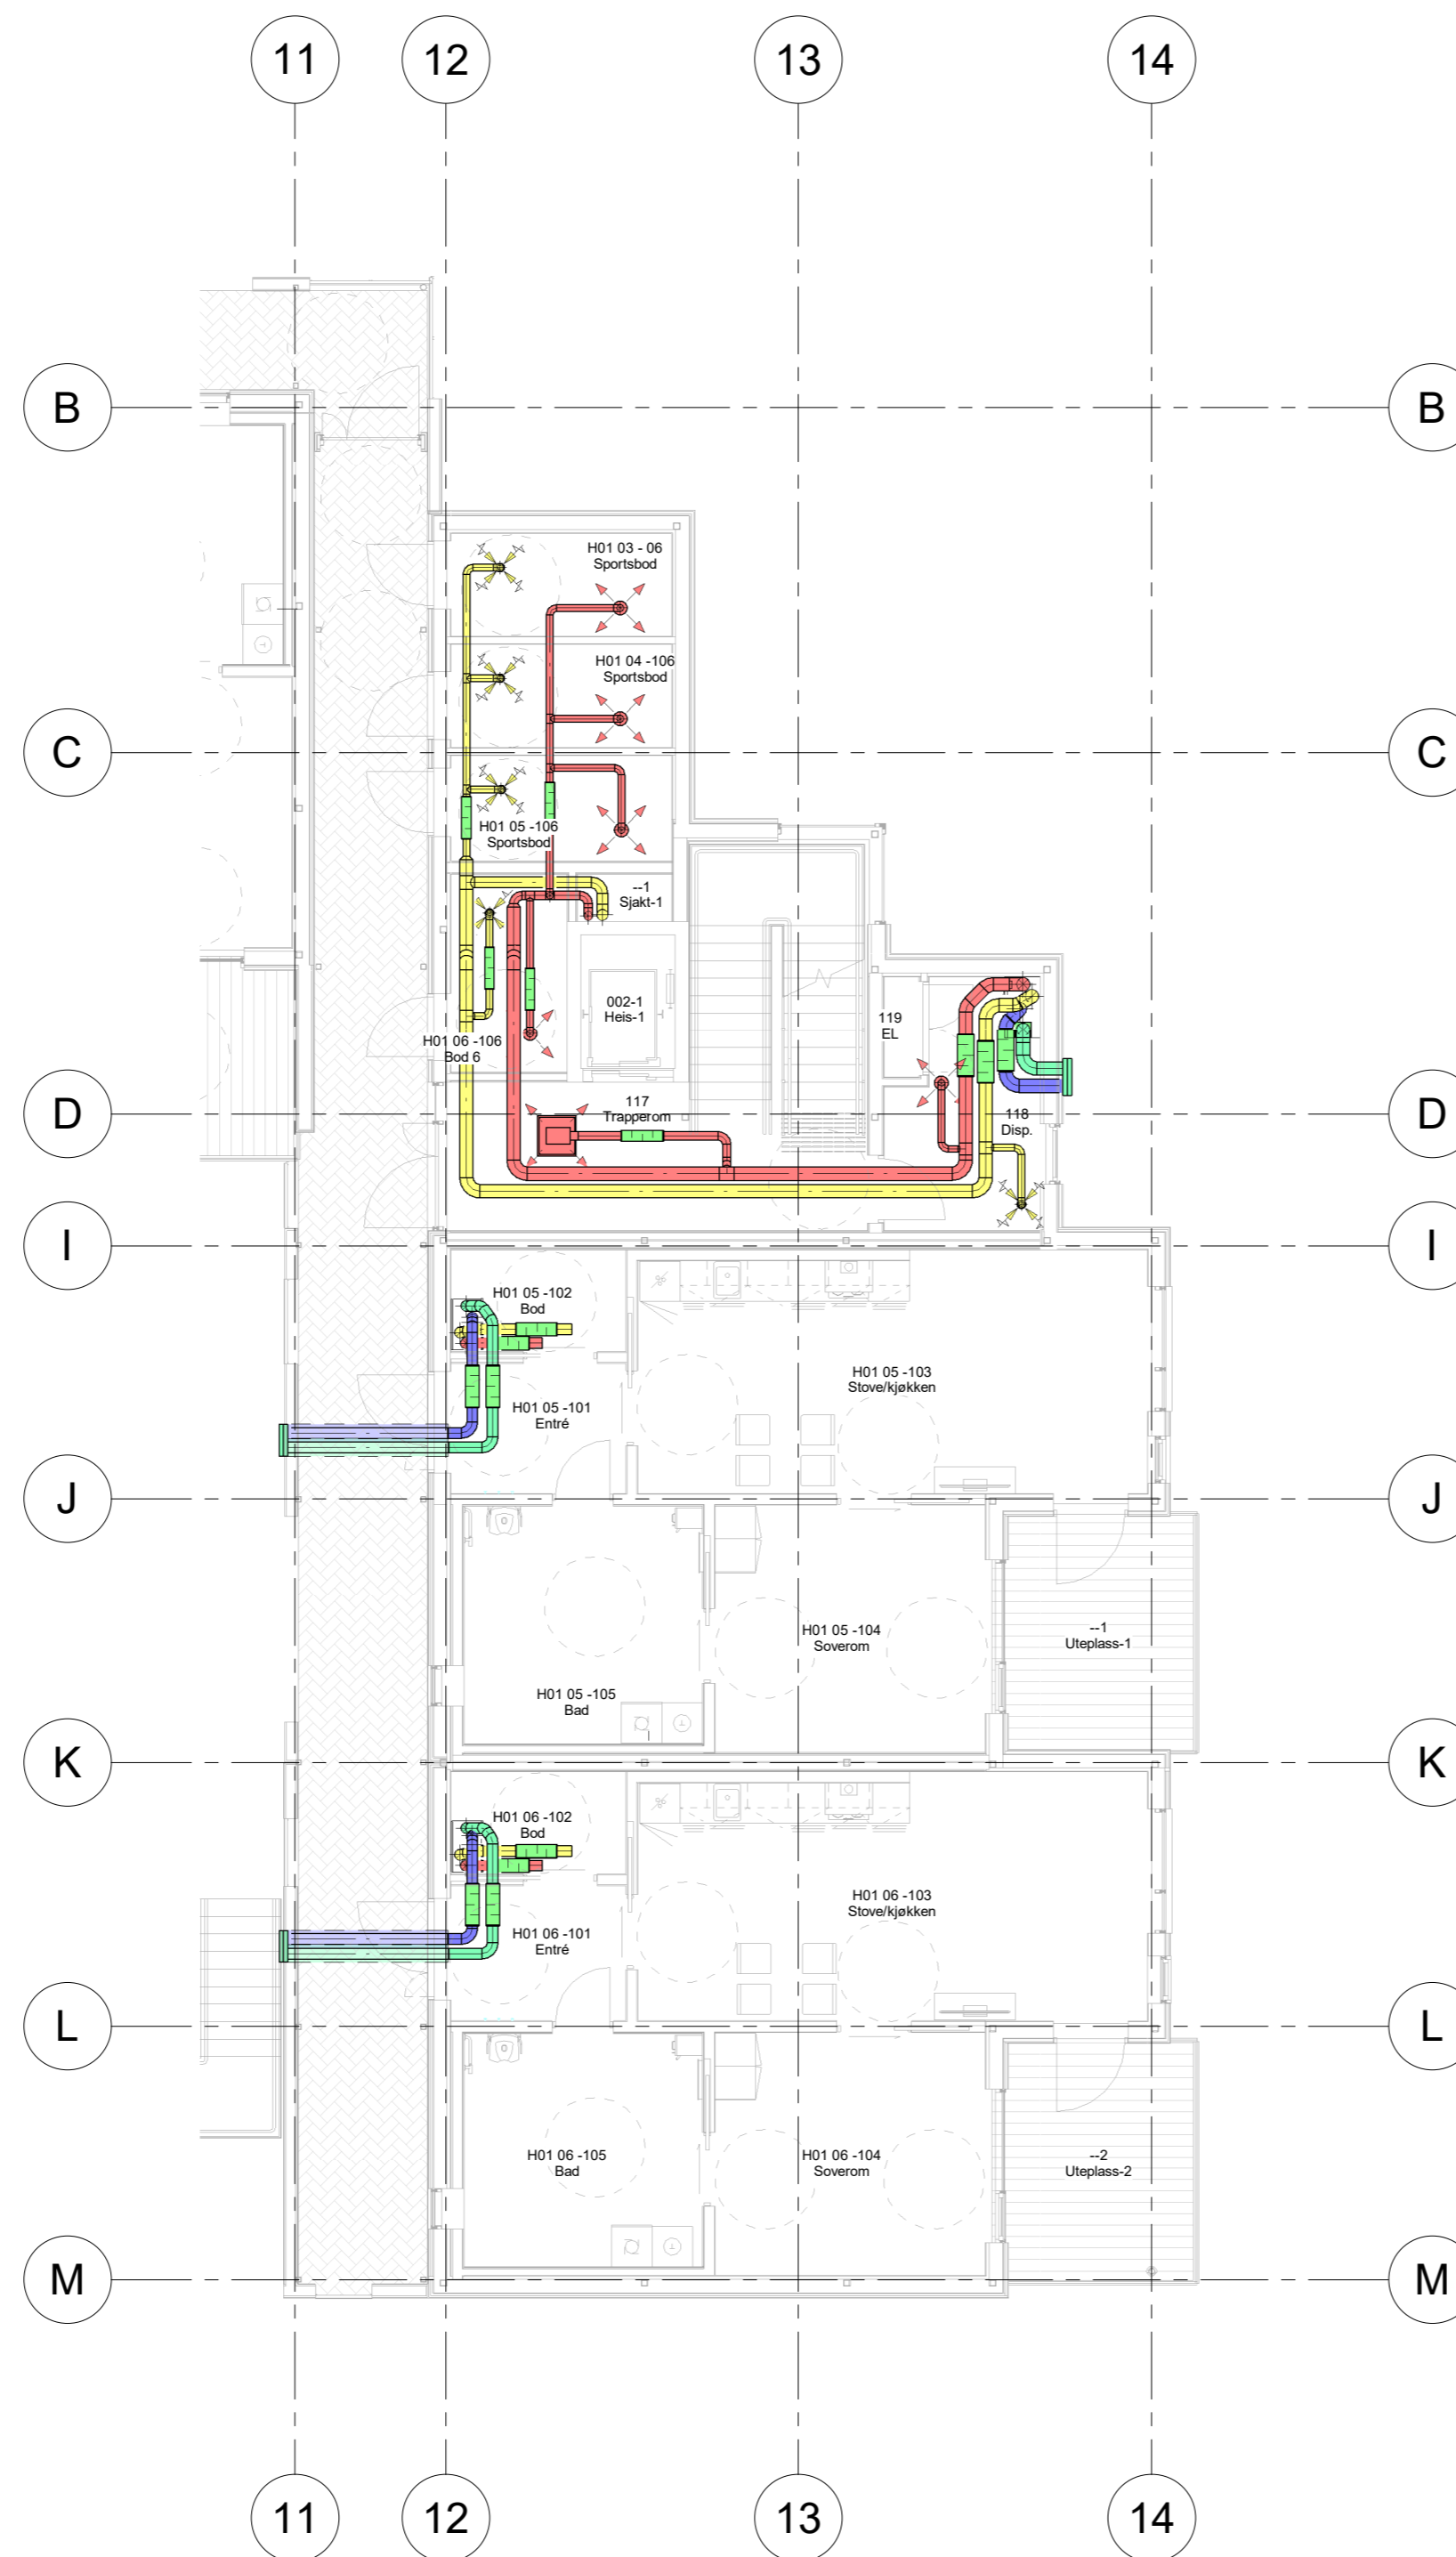 11
12
13
14
B
B
H01 03 - 06
Sportsbod
H01 04 -106
Sportsbod
C
C
H01 05 -106
Sportsbod
--1
Sjakt-1
002-1
Heis-1
119
EL
H01 06 -106
Bod 6
117
Trapperom
118
Disp.
D
D
I
I
H01 05 -102
Bod
H01 05 -103
Stove/kjøkken
H01 05 -101
Entré
J
J
H01 05 -104
Soverom
--1
Uteplass-1
H01 05 -105
Bad
K
K
H01 06 -102
Bod
H01 06 -103
Stove/kjøkken
H01 06 -101
Entré
L
L
H01 06 -105
Bad
H01 06 -104
Soverom
--2
Uteplass-2
M
M
11
12
13
14